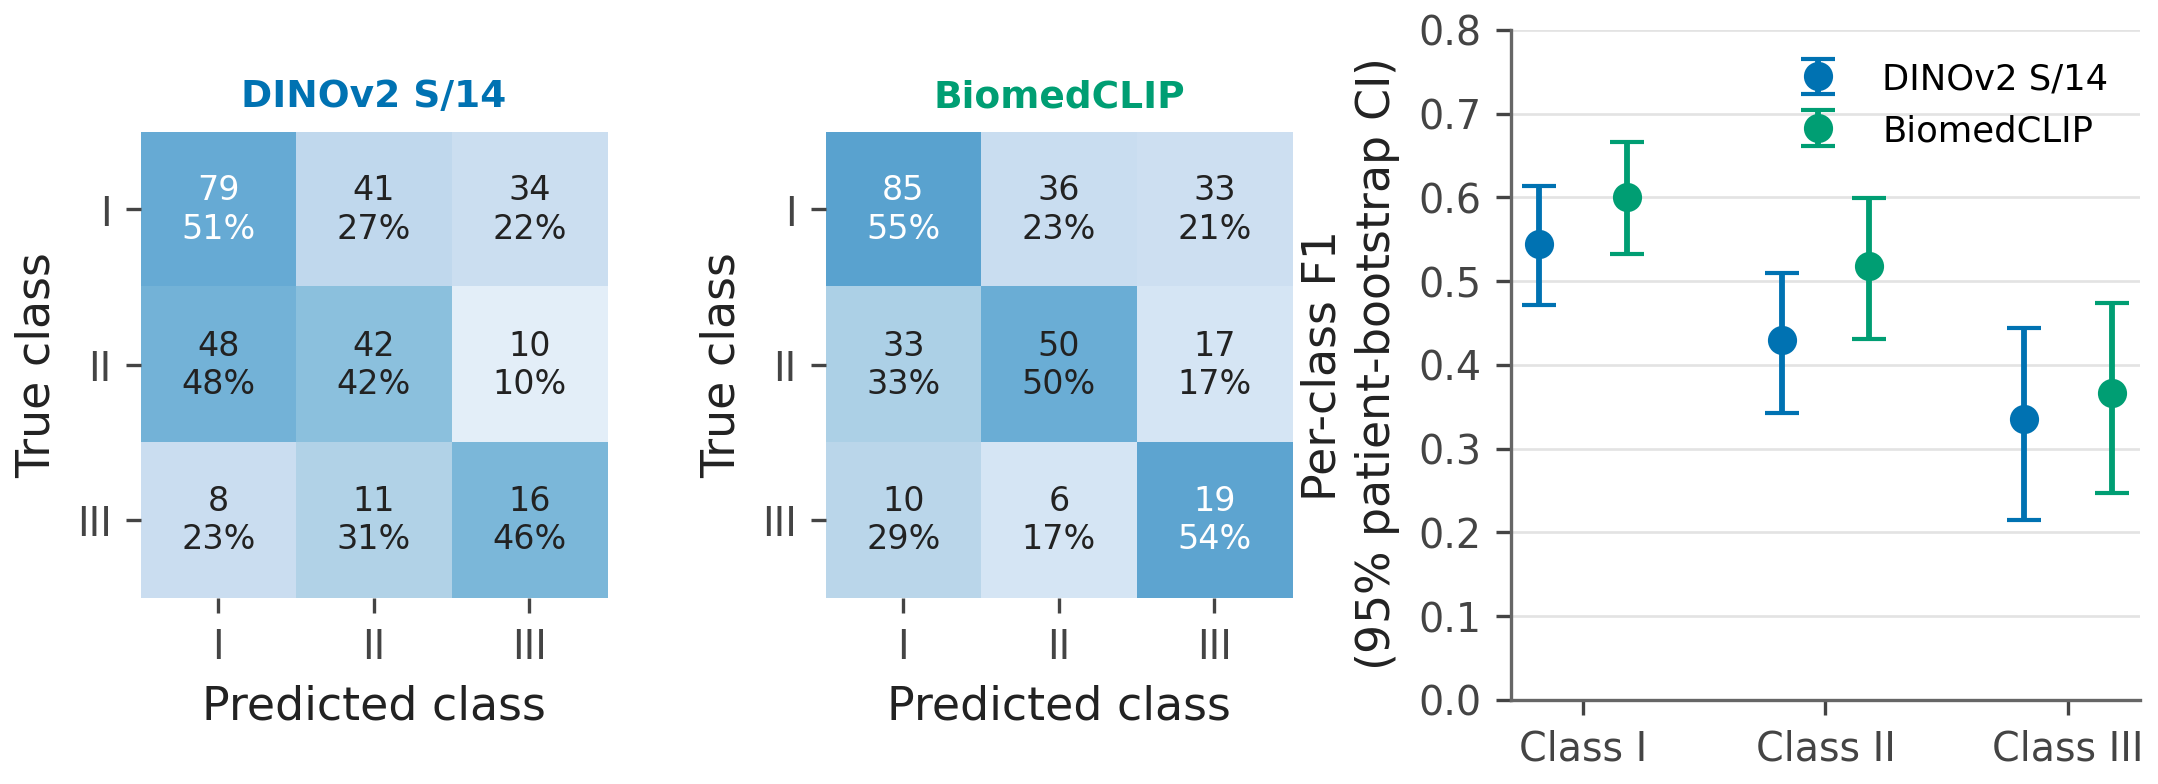 DINOv2 S/14
True class
I
79
51%
41
27%
34
22%
II
48
48%
42
42%
10
10%
III
8
23%
11
31%
16
46%
I
II
III
Predicted class
BiomedCLIP
True class
I
85
55%
36
23%
33
21%
II
33
33%
50
50%
17
17%
III
10
29%
6
17%
19
54%
I
II
III
Predicted class
Per-class F1
(95% patient-bootstrap CI)
0.8
0.7
0.6
0.5
0.4
0.3
0.2
0.1
0.0
DINOv2 S/14
BiomedCLIP
Class I
Class II
Class III